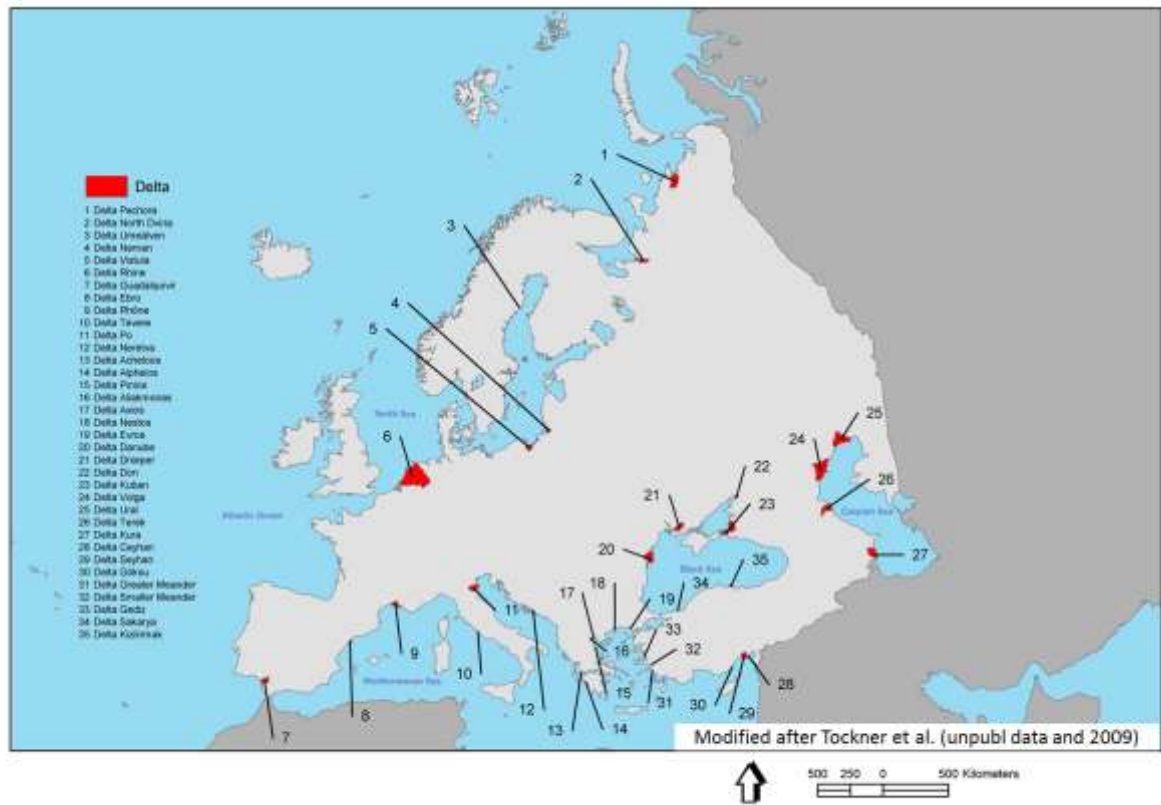 Delta
1 Delta Pechora
2 Delta North Dvina
3 Delta Umeälven
4 Delta Neman
5 Delta Vistula
6 Delta Rhine
7 Delta Guadalquivir
8 Delta Ebro
9 Delta Rhône
10 Delta Tevere
11 Delta Po
12 Delta Neretva
13 Delta Acheloos
14 Delta Alpheios
15 Delta Pinios
16 Delta Aliakmonas
17 Delta Axios
18 Delta Nestos
19 Delta Evros
20 Delta Danube
21 Delta Dnieper
22 Delta Don
23 Delta Kuban
24 Delta Volga
25 Delta Ural
26 Delta Terek
27 Delta Kura
28 Delta Ceyhan
29 Delta Seyhan
30 Delta Göksu
31 Delta Greater Meander
32 Delta Smaller Meander
33 Delta Gediz
34 Delta Sakarya
35 Delta Kizilirmak
1
2
3
4
5
North Sea
6
25
24
22
26
Atlantic Ocean
Caspian Sea
21
23
20
27
Black Sea
35
18
34
17
19
11
33
16
32
9
10
Mediterranean Sea
15
28
12
31
30
8
13
14
29
7
Modified after Tockner et al. (unpubl data and 2009)
500 250 0 500 Kilometers